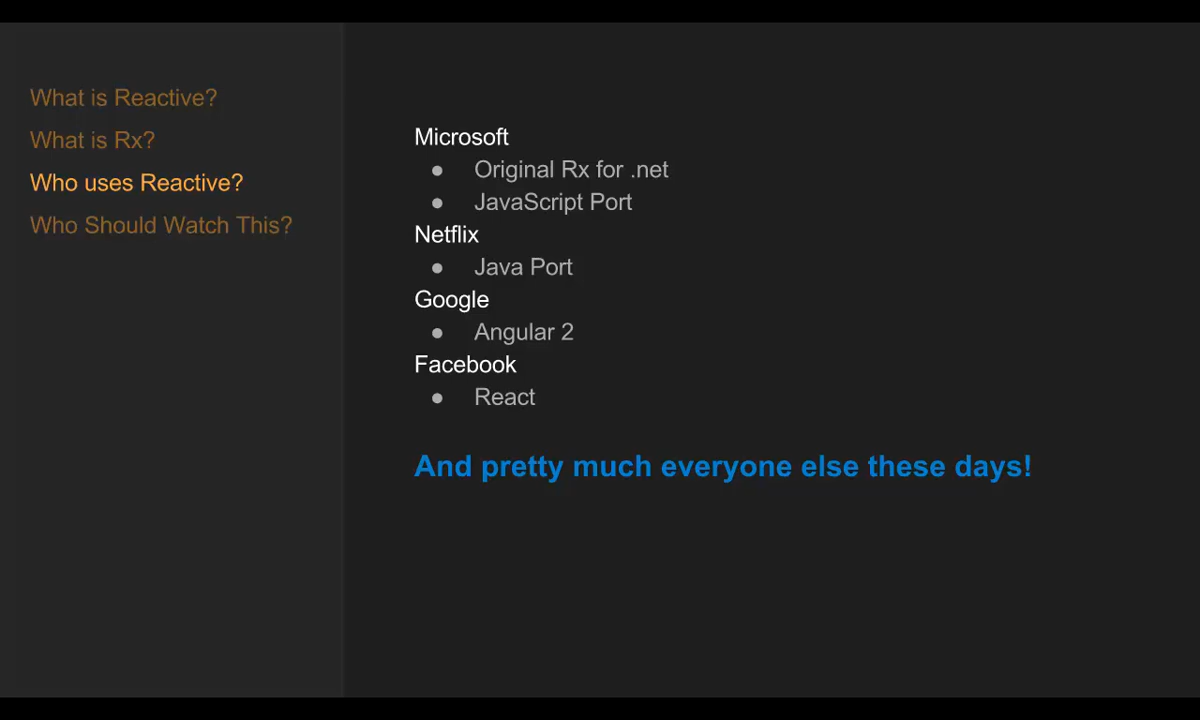 What is Reactive?
What is Rx?
Who uses Reactive?
Who Should Watch This?
Microsoft
● Original Rx for .net
● JavaScript Port
Netflix
● Java Port
Google
● Angular 2
Facebook
● React
And pretty much everyone else these days!